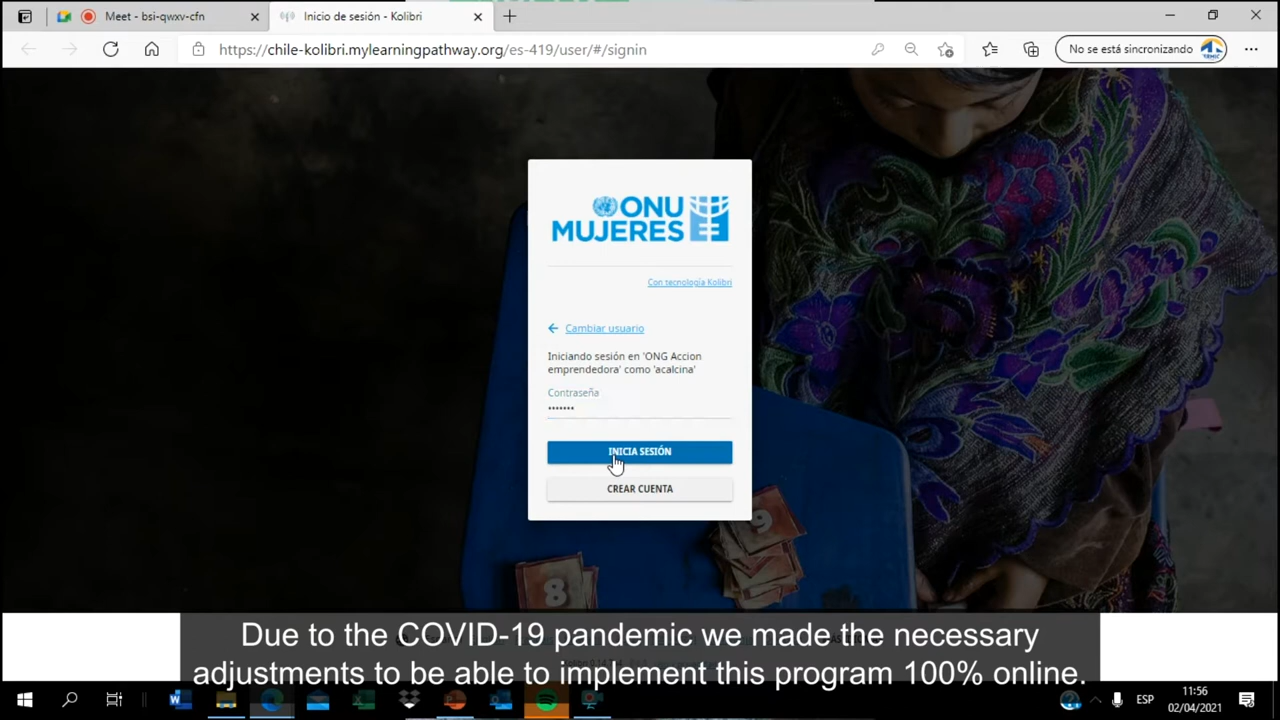 Meet - bsi-qwxv-cfn
Inicio de sesión - Kolibri
https://chile-kolibri.mylearningpathway.org/es-419/user/#/signin
No se está sincronizando
ONU
MUJERES
Con tecnología Kolibri
Cambiar usuario
Iniciando sesión en 'ONG Accion
emprendedora' como 'acalcina'
Contraseña
•••••••
INICIA SESIÓN
CREAR CUENTA
9
8
Due to the COVID-19 pandemic we made the necessary
adjustments to be able to implement this program 100% online.
ESP
11:56
02/04/2021